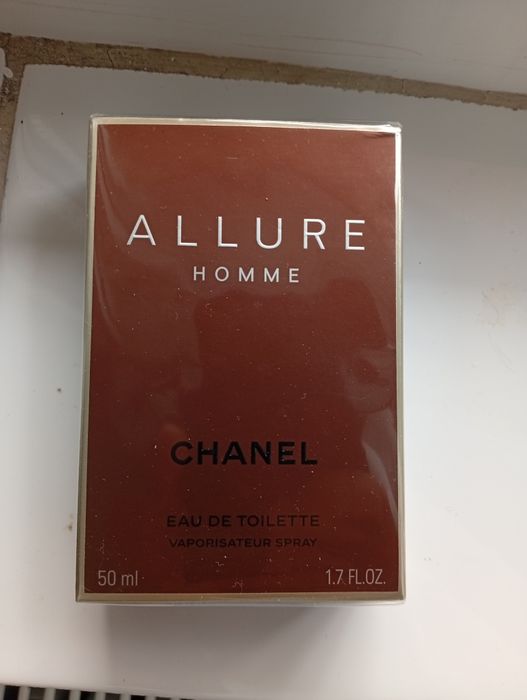 ALLURE
HOMME
CHANEL
EAU DE TOILETTE
VAPORISATEUR SPRAY
50 ml 1.7 FL.OZ.